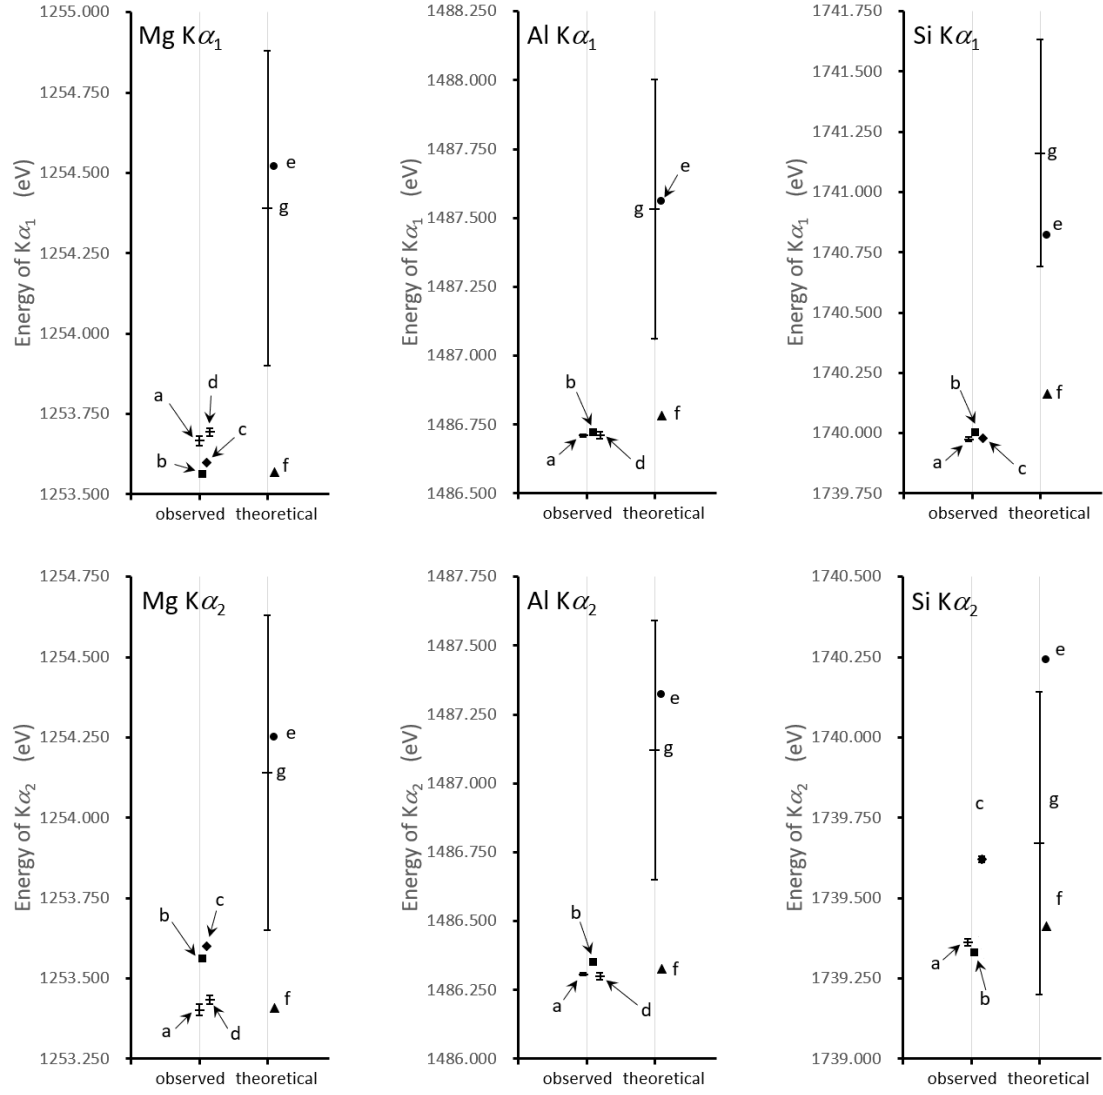 Mg Kα1
Energy of Kα1 (eV)
1255.000
1254.750
1254.500
1254.250
1254.000
1253.750
1253.500
e
g
a
d
c
b
f
observed theoretical
Al Kα1
Energy of Kα1 (eV)
1488.250
1488.000
1487.750
1487.500
1487.250
1487.000
1486.750
1486.500
e
g
b
f
a
d
observed theoretical
Si Kα1
Energy of Kα1 (eV)
1741.750
1741.500
1741.250
1741.000
1740.750
1740.500
1740.250
1740.000
1739.750
g
e
b
f
a
c
observed theoretical
Mg Kα2
Energy of Kα2 (eV)
1254.750
1254.500
1254.250
1254.000
1253.750
1253.500
1253.250
e
g
b
c
f
a
d
observed theoretical
Al Kα2
Energy of Kα2 (eV)
1487.750
1487.500
1487.250
1487.000
1486.750
1486.500
1486.250
1486.000
e
g
b
f
a
d
observed theoretical
Si Kα2
Energy of Kα2 (eV)
1740.500
1740.250
1740.000
1739.750
1739.500
1739.250
1739.000
e
c
g
f
a
b
observed theoretical